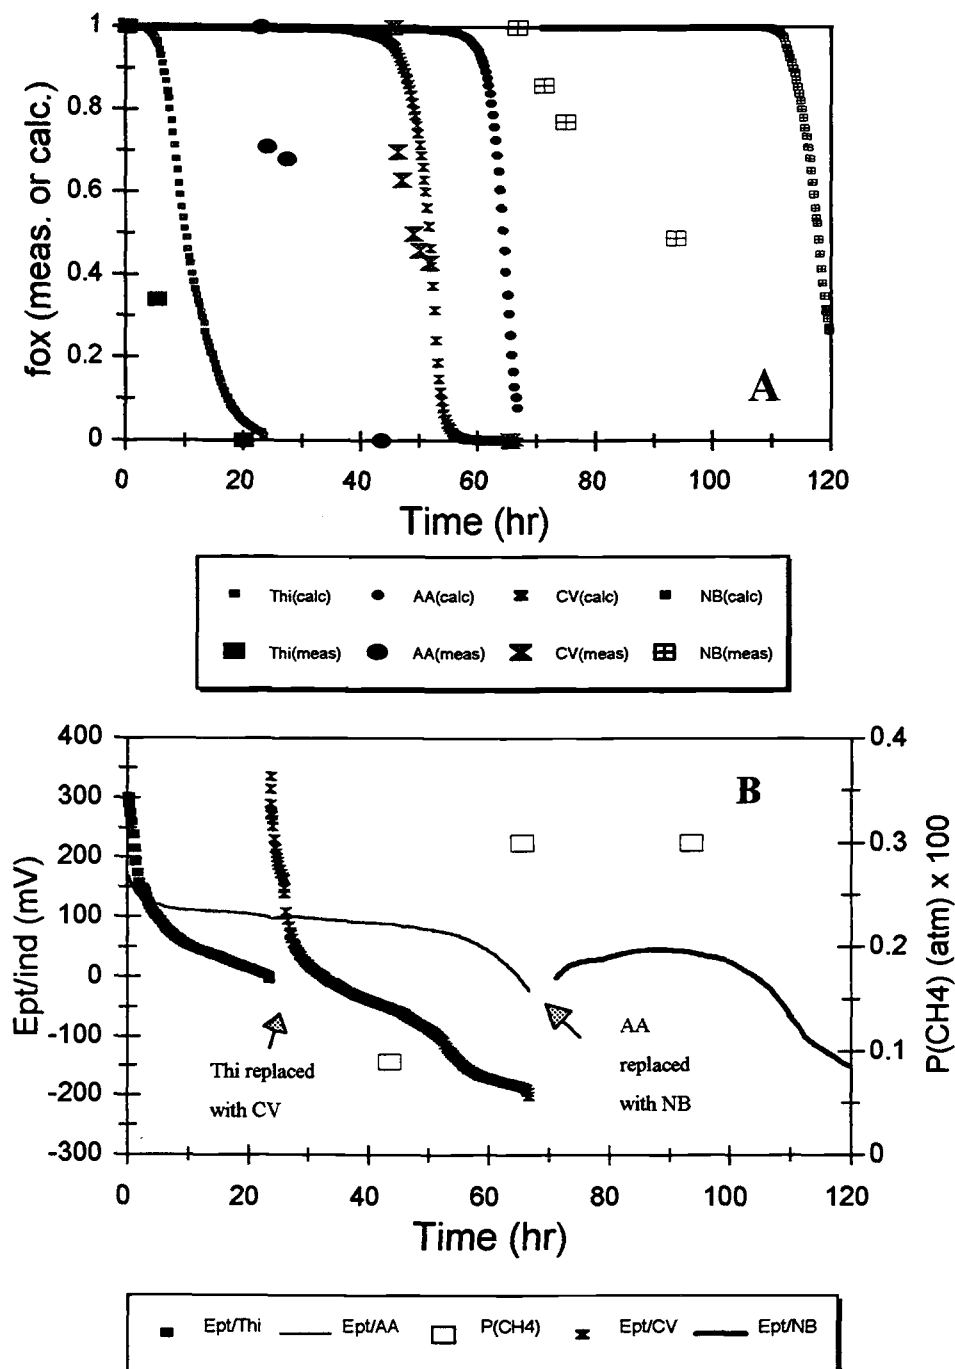 1
0.8
0.6
0.4
0.2
0
fox (meas. or calc.)
A
0 20 40 60 80 100 120
Time (hr)
Thi(calc) AA(calc) CV(calc) NB(calc)
Thi(meas) AA(meas) CV(meas) NB(meas)
400
300
200
100
0
-100
-200
-300
Ept/ind (mV)
B
Thi replaced
with CV
AA
replaced
with NB
0.4
0.3
0.2
0.1
0
P(CH4) (atm) x 100
0 20 40 60 80 100 120
Time (hr)
Ept/Thi Ept/AA P(CH4) Ept/CV Ept/NB